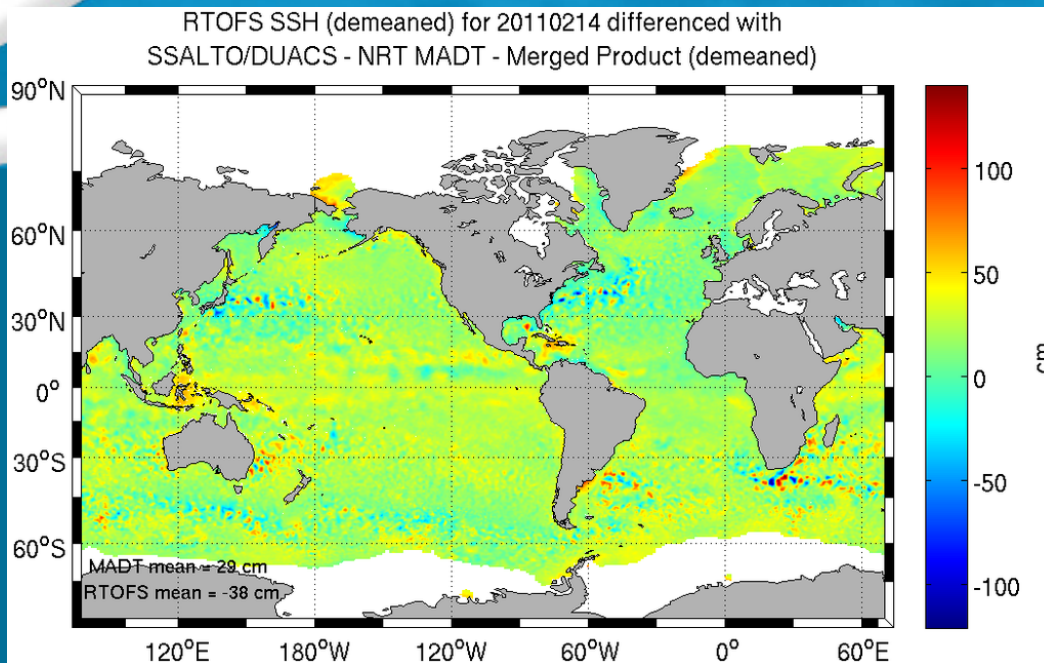 RTOFS SSH (demeaned) for 20110214 differenced with
SSALTO/DUACS - NRT MADT - Merged Product (demeaned)
90°N
60°N
30°N
0°
30°S
60°S
MADT mean = 29 cm
RTOFS mean = -38 cm
120°E
180°W
120°W
60°W
0°
60°E
100
50
0
-50
-100
cm